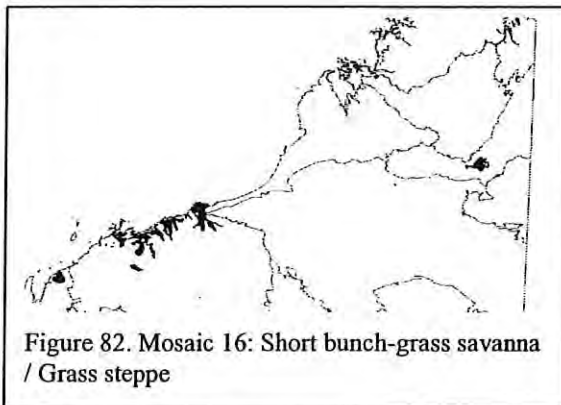 Figure 82. Mosaic 16: Short bunch-grass savanna
/ Grass steppe